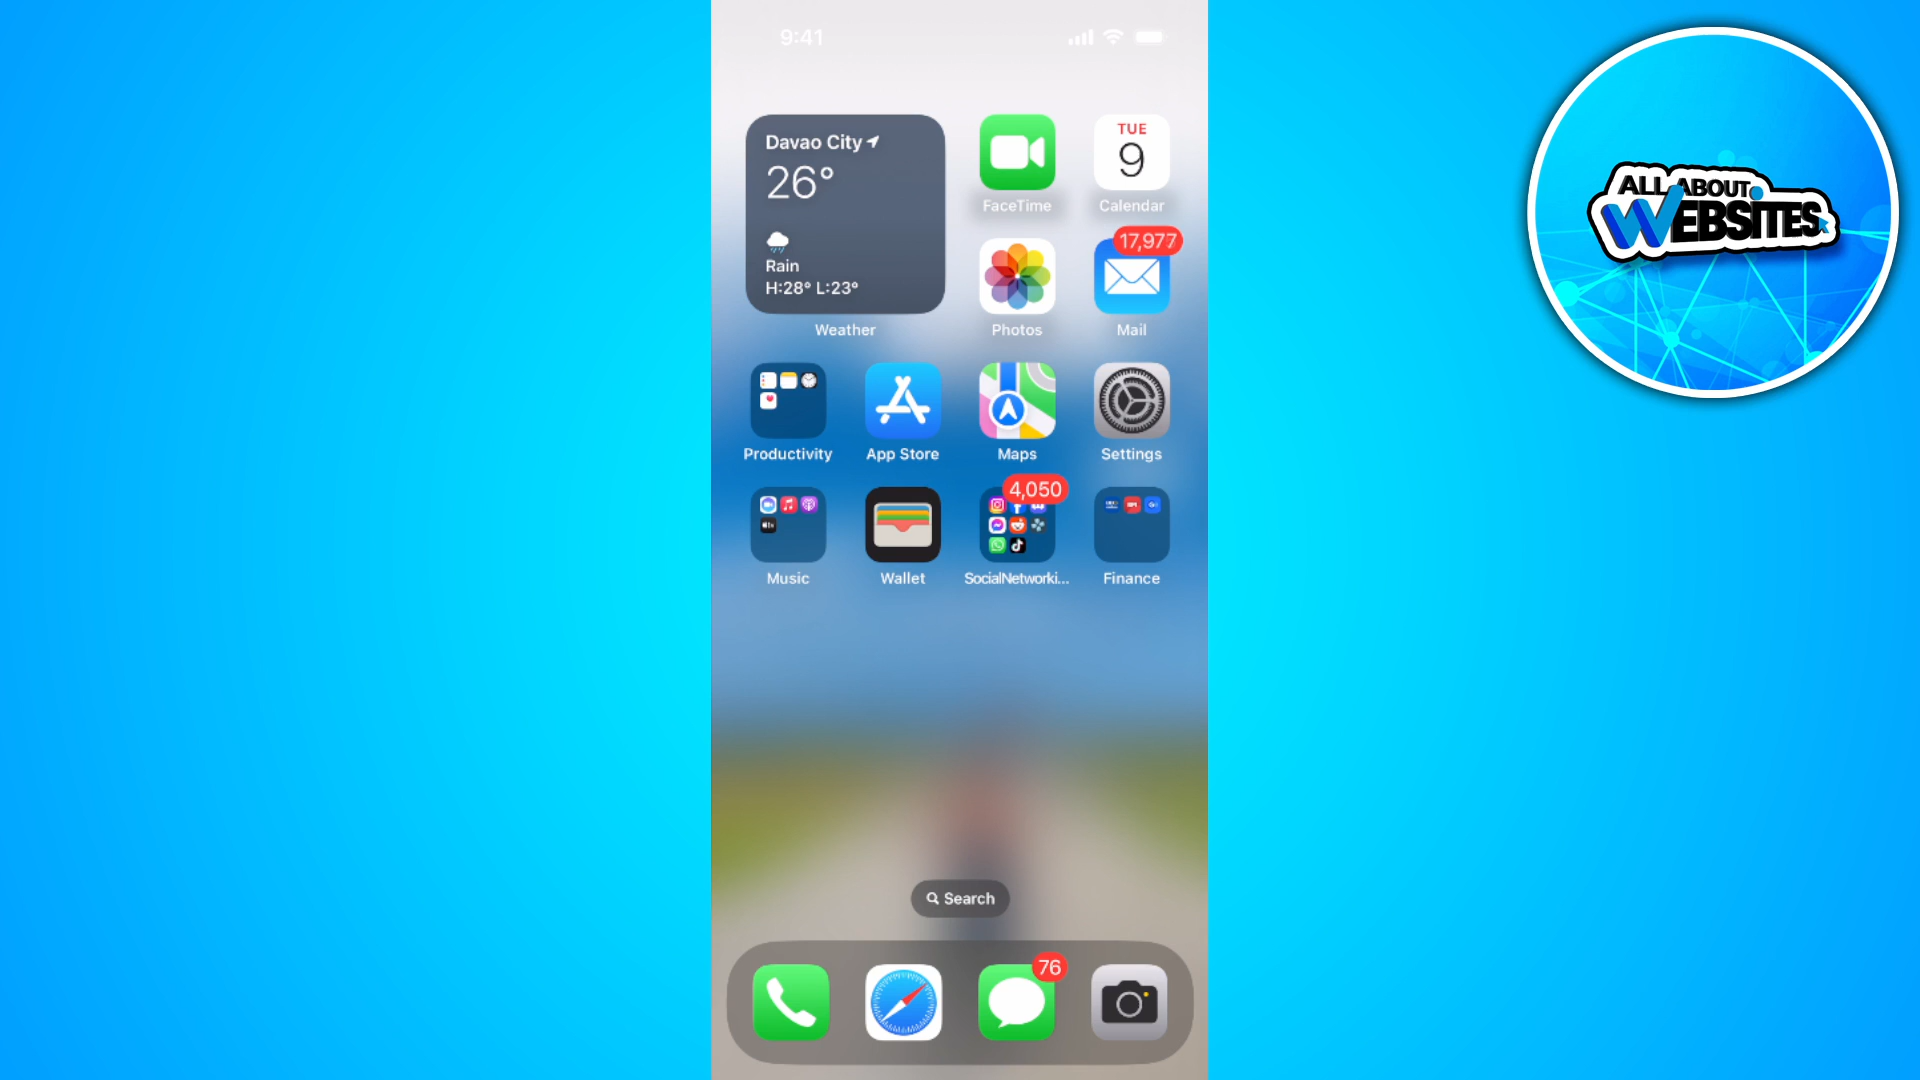 9:41
Davao City
26°
Rain
H:28° L:23°
Weather
FaceTime
TUE
9
Calendar
Photos
17,977
Mail
Productivity
App Store
Maps
Settings
Music
Wallet
4,050
SocialNetworki...
Finance
Search
76
ALL ABOUT
WEBSITES